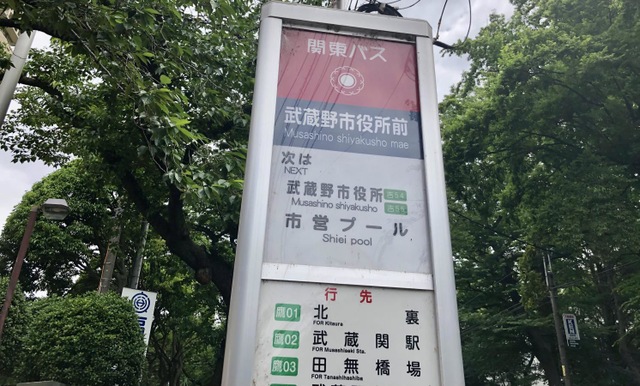 関東バス
武蔵野市役所前
Musashino shiyakusho mae
次は
NEXT
武蔵野市役所
Musashino shiyakusho
市営プール
Shiei pool
行先
鷹01 北裏
FOR Kitaura
鷹02 武蔵関駅
FOR Musashiseki Sta.
鷹03 田無橋場
FOR Tanashihashiba